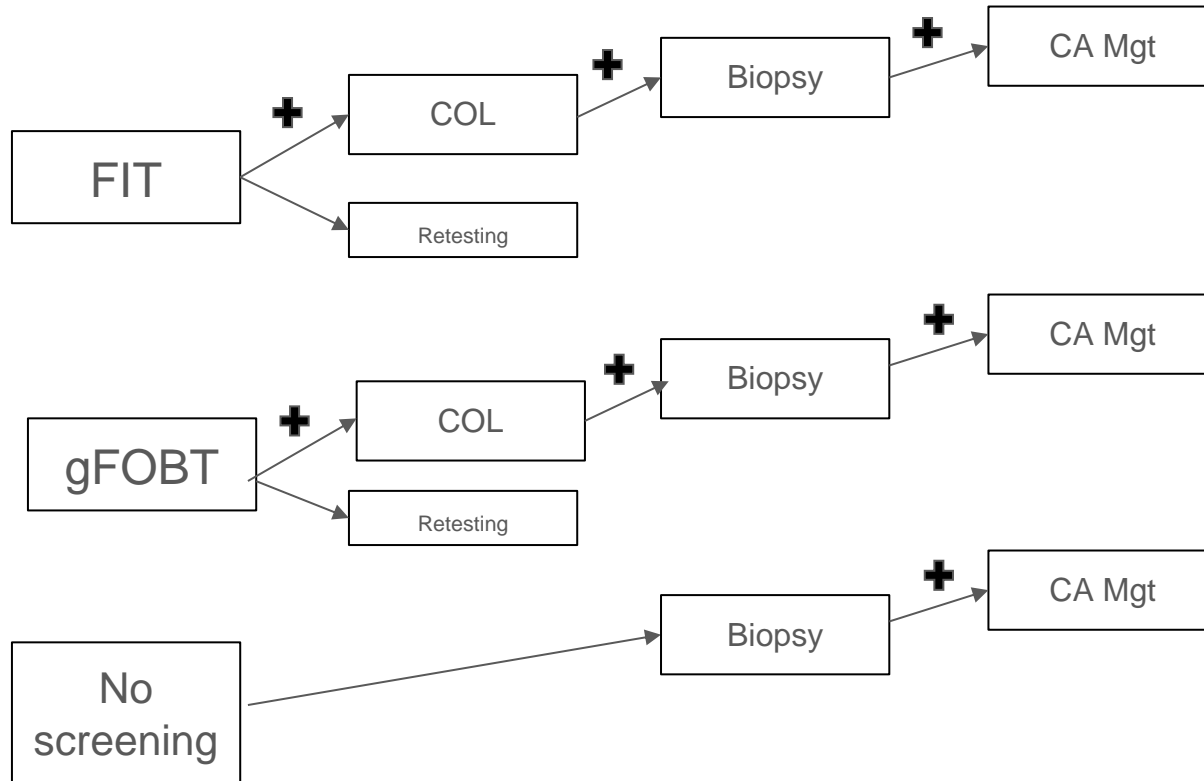 FIT
COL
Biopsy
CA Mgt
Retesting
gFOBT
COL
Biopsy
CA Mgt
Retesting
No
screening
Biopsy
CA Mgt